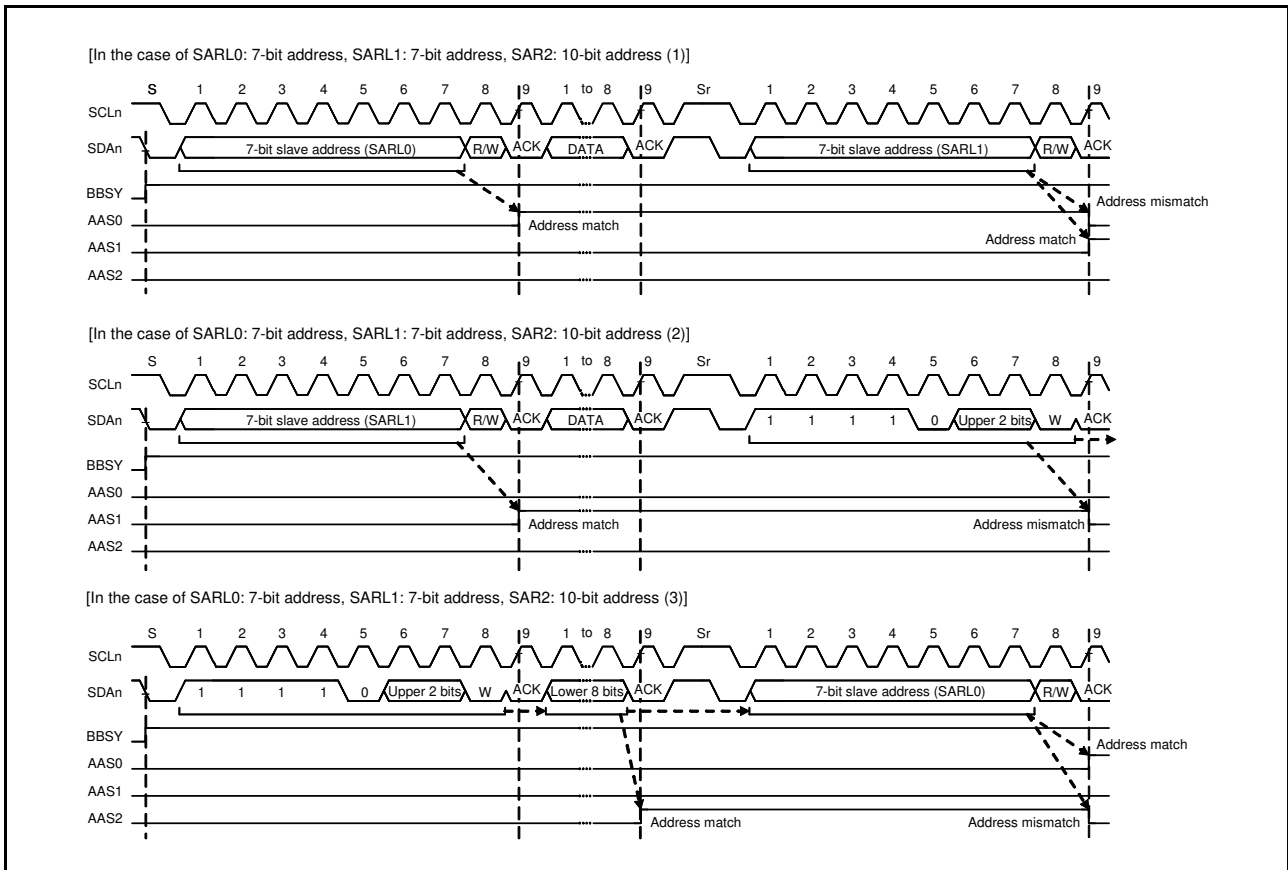 [In the case of SARL0: 7-bit address, SARL1: 7-bit address, SAR2: 10-bit address (1)]
S 1 2 3 4 5 6 7 8 9 1 to 8 9 Sr 1 2 3 4 5 6 7 8 9
SCLn
SDAn 7-bit slave address (SARL0) R/W ACK DATA ACK 7-bit slave address (SARL1) R/W ACK
BBSY
Address mismatch
AAS0 Address match
Address match
AAS1
AAS2
[In the case of SARL0: 7-bit address, SARL1: 7-bit address, SAR2: 10-bit address (2)]
S 1 2 3 4 5 6 7 8 9 1 to 8 9 Sr 1 2 3 4 5 6 7 8 9
SCLn
SDAn 7-bit slave address (SARL1) R/W ACK DATA ACK 1 1 1 1 0 Upper 2 bits W ACK
BBSY
AAS0
AAS1 Address match Address mismatch
AAS2
[In the case of SARL0: 7-bit address, SARL1: 7-bit address, SAR2: 10-bit address (3)]
S 1 2 3 4 5 6 7 8 9 1 to 8 9 Sr 1 2 3 4 5 6 7 8 9
SCLn
SDAn 1 1 1 1 0 Upper 2 bits W ACK Lower 8 bits ACK 7-bit slave address (SARL0) R/W ACK
BBSY
Address match
AAS0
AAS1
AAS2 Address match Address mismatch